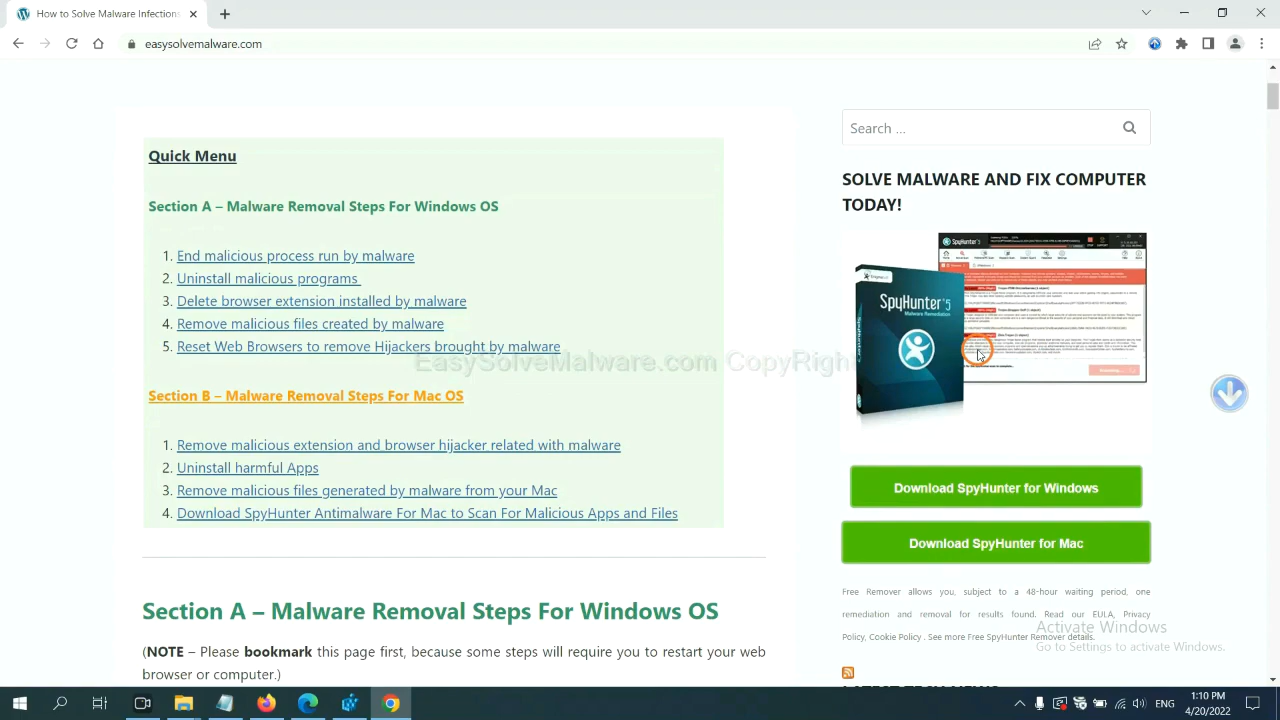 How to Solve Malware Infections
easysolvemalware.com
Search ...
Quick Menu
Section A – Malware Removal Steps For Windows OS
1. End malicious process run by malware
2. Uninstall malicious programs
3. Delete browser extension installed by malware
4. Remove malicious files created by malware
5. Reset Web Browser to remove Hijackers brought by malware
Section B – Malware Removal Steps For Mac OS
1. Remove malicious extension and browser hijacker related with malware
2. Uninstall harmful Apps
3. Remove malicious files generated by malware from your Mac
4. Download SpyHunter Antimalware For Mac to Scan For Malicious Apps and Files
Section A – Malware Removal Steps For Windows OS
(NOTE – Please bookmark this page first, because some steps will require you to restart your web
browser or computer.)
SOLVE MALWARE AND FIX COMPUTER
TODAY!
SpyHunter 5
Malware Remediation
Download SpyHunter for Windows
Download SpyHunter for Mac
Free Remover allows you, subject to a 48-hour waiting period, one
remediation and removal for results found. Read our EULA, Privacy
Policy, Cookie Policy . See more Free SpyHunter Remover details.
Activate Windows
Go to Settings to activate Windows.
LATEST TECH NEWS
ENG
1:10 PM
4/20/2022